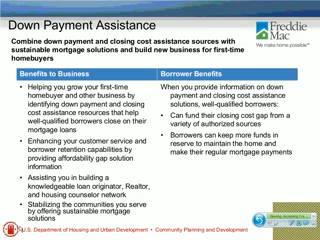 Down Payment Assistance
Freddie
Mac
We make home possible
Combine down payment and closing cost assistance sources with
sustainable mortgage solutions and build new business for first-time
homebuyers
Benefits to Business
Borrower Benefits
• Helping you grow your first-time
homebuyer and other business by
identifying down payment and closing
cost assistance resources that help
well-qualified borrowers close on their
mortgage loans
• Enhancing your customer service and
borrower retention capabilities by
providing affordability gap solution
information
• Assisting you in building a
knowledgeable loan originator, Realtor,
and housing counselor network
• Stabilizing the communities you serve
by offering sustainable mortgage
solutions
When you provide information on down
payment and closing cost assistance
solutions, well-qualified borrowers:
• Can fund their closing cost gap from a
variety of authorized sources
• Borrowers can keep more funds in
reserve to maintain the home and
make their regular mortgage payments
U.S. Department of Housing and Urban Development • Community Planning and Development